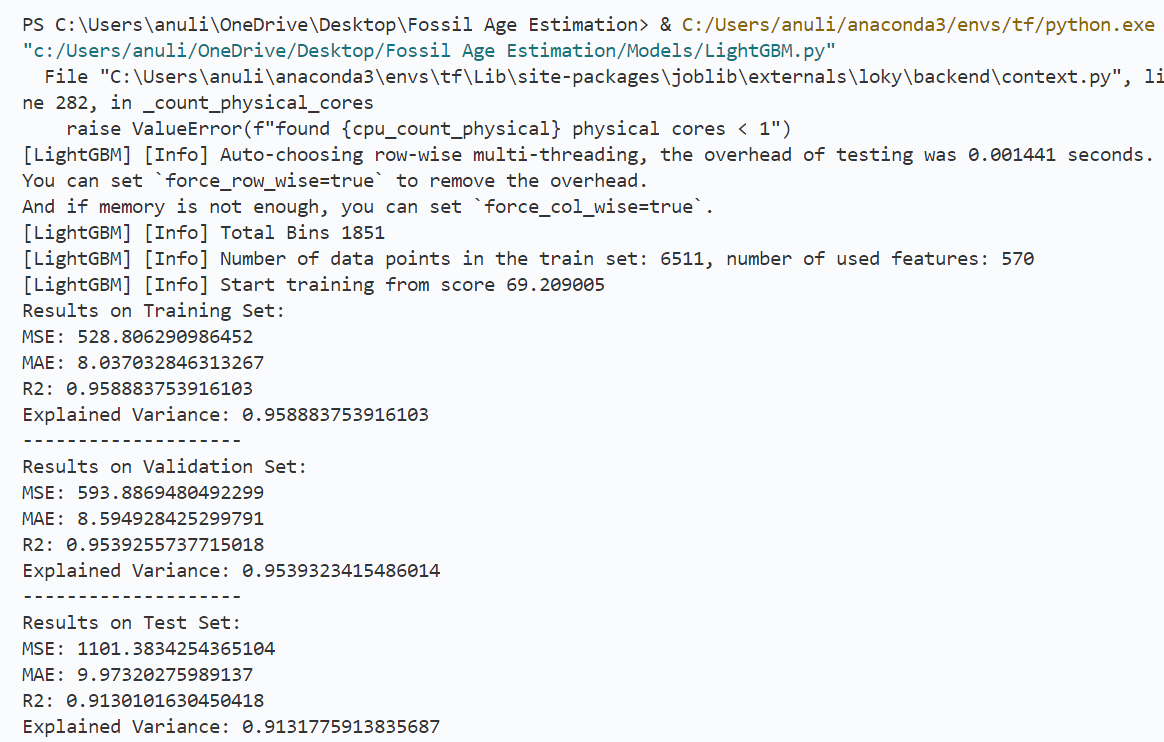 PS C:\Users\anuli\OneDrive\Desktop\Fossil Age Estimation> & C:/Users/anuli/anaconda3/envs/tf/python.exe
"c:/Users/anuli/OneDrive/Desktop/Fossil Age Estimation/Models/LightGBM.py"
  File "C:\Users\anuli\anaconda3\envs\tf\Lib\site-packages\joblib\externals\loky\backend\context.py", li
ne 282, in _count_physical_cores
    raise ValueError(f"found {cpu_count_physical} physical cores < 1")
[LightGBM] [Info] Auto-choosing row-wise multi-threading, the overhead of testing was 0.001441 seconds.
You can set `force_row_wise=true` to remove the overhead.
And if memory is not enough, you can set `force_col_wise=true`.
[LightGBM] [Info] Total Bins 1851
[LightGBM] [Info] Number of data points in the train set: 6511, number of used features: 570
[LightGBM] [Info] Start training from score 69.209005
Results on Training Set:
MSE: 528.806290986452
MAE: 8.037032846313267
R2: 0.958883753916103
Explained Variance: 0.958883753916103
--------------------
Results on Validation Set:
MSE: 593.8869480492299
MAE: 8.594928425299791
R2: 0.9539255737715018
Explained Variance: 0.9539323415486014
--------------------
Results on Test Set:
MSE: 1101.3834254365104
MAE: 9.97320275989137
R2: 0.9130101630450418
Explained Variance: 0.9131775913835687